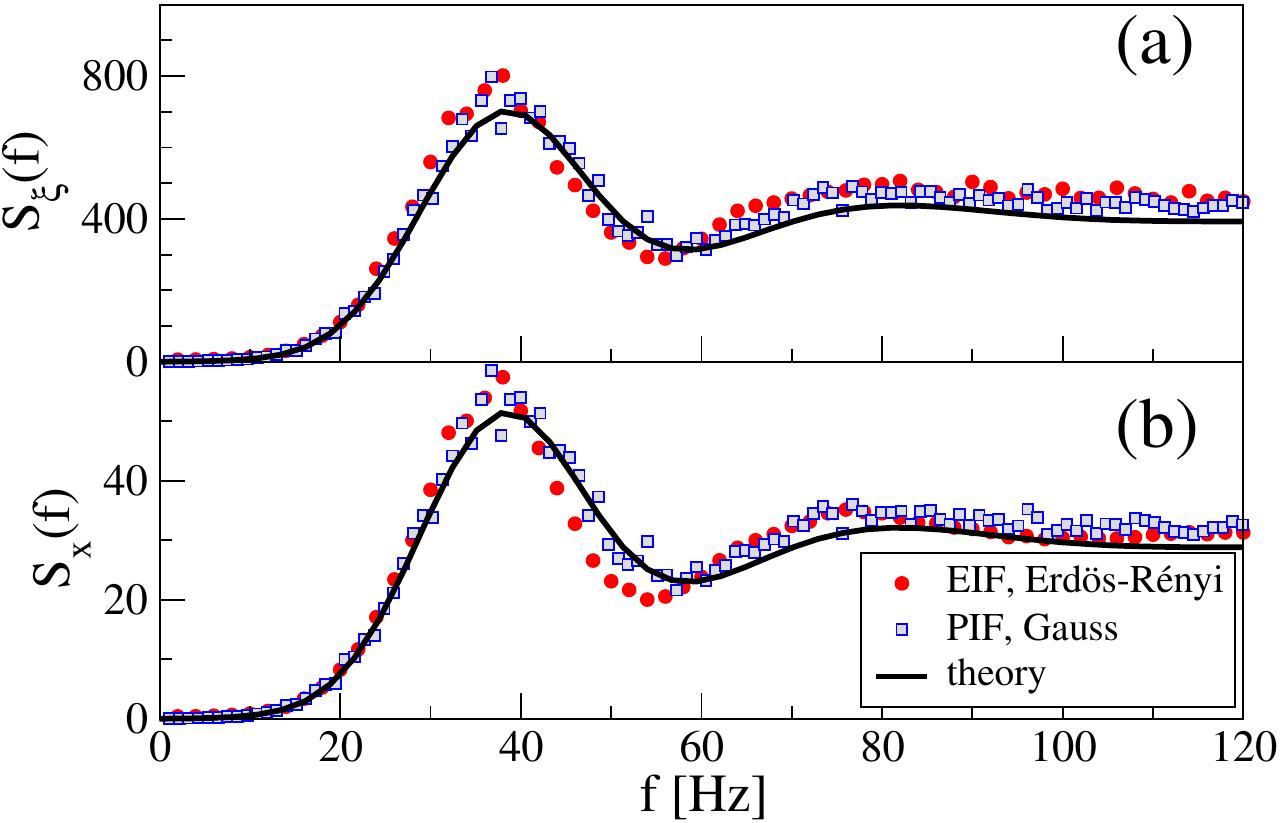 (a)
800
400
0
S_ξ(f)
(b)
40
20
0
S_x(f)
EIF, Erdös-Rényi
PIF, Gauss
theory
0 20 40 60 80 100 120
f [Hz]